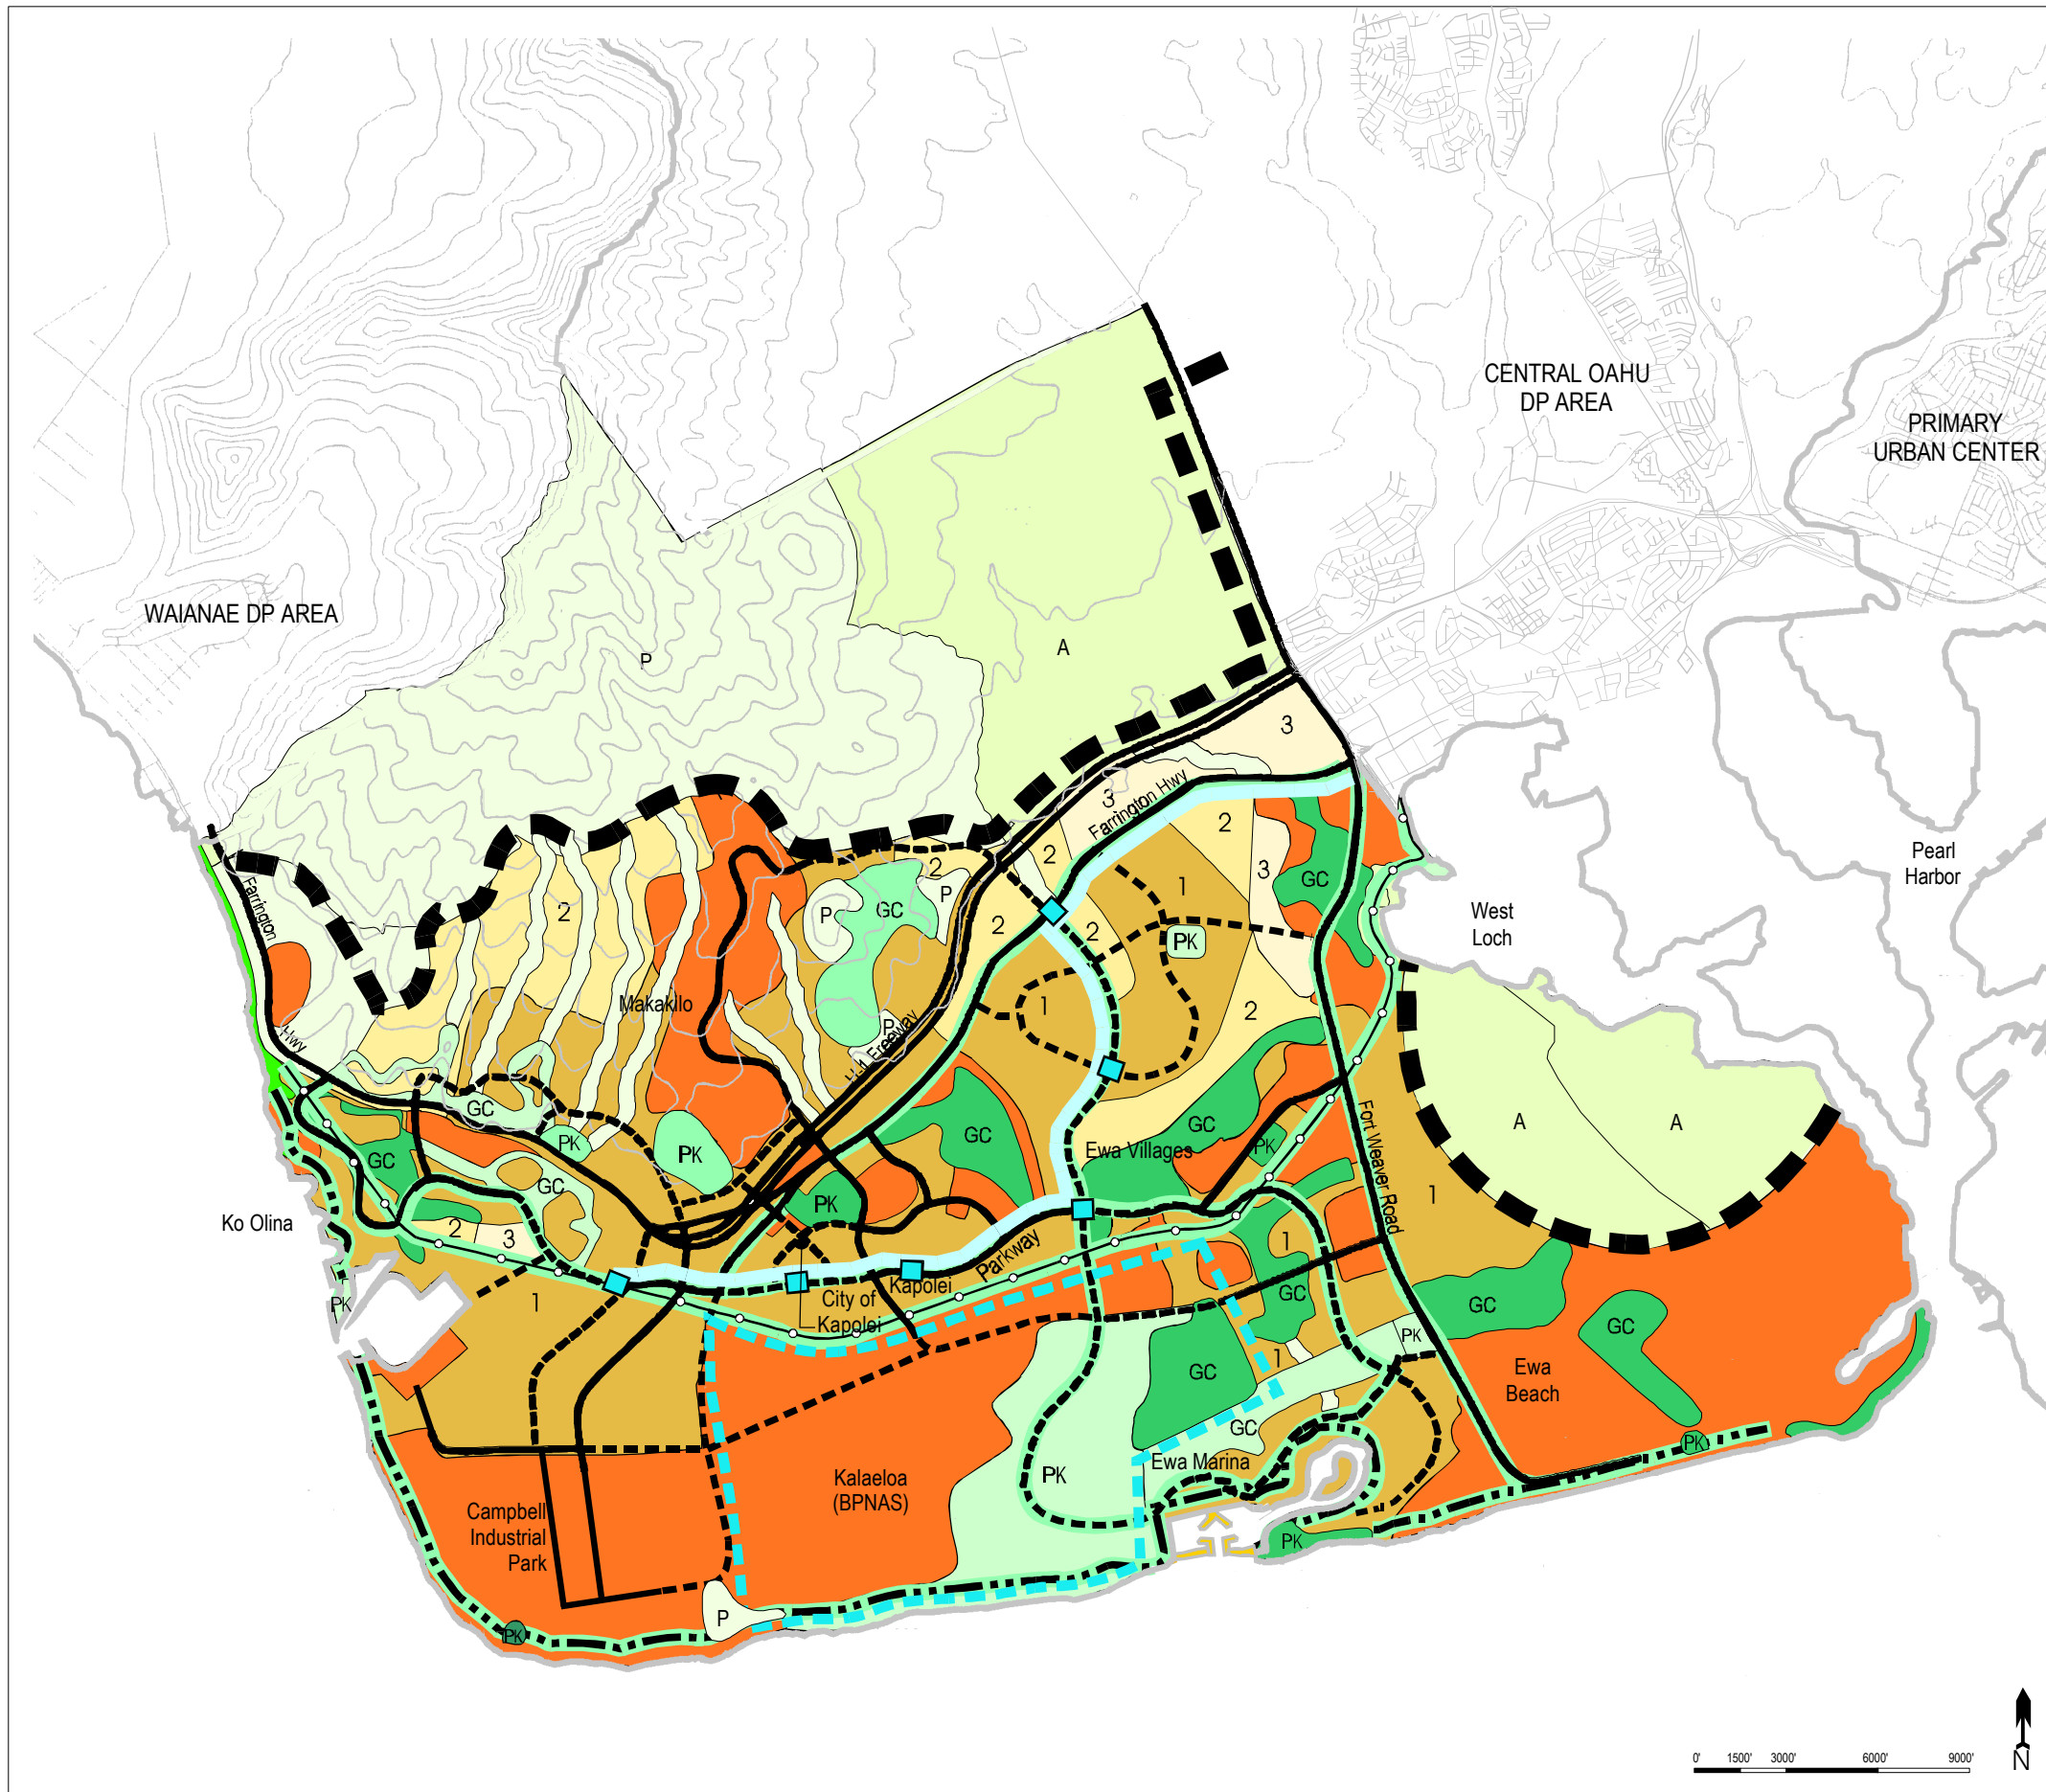 CENTRAL OAHU
DP AREA
PRIMARY
URBAN CENTER
WAIANAE DP AREA
P
A
3
3
Farrington Hwy
2
2
2
3
1
GC
Pearl
Harbor
West
Loch
Farrington
Hwy
2
P
GC
P
2
2
PK
Makakilo
1
2
P
H-1 Freeway
GC
PK
PK
GC
GC
GC
GC
PK
Ewa Villages
PK
Fort Weaver Road
A
A
1
Ko Olina
2
3
PK
1
PK
1
City of
Kapolei
Kapolei
Parkway
GC
GC
GC
PK
1
GC
Ewa
Beach
GC
Ewa Marina
PK
PK
PK
Kalaeloa
(BPNAS)
Campbell
Industrial
Park
P
PK
0'
1500'
3000'
6000'
9000'
N